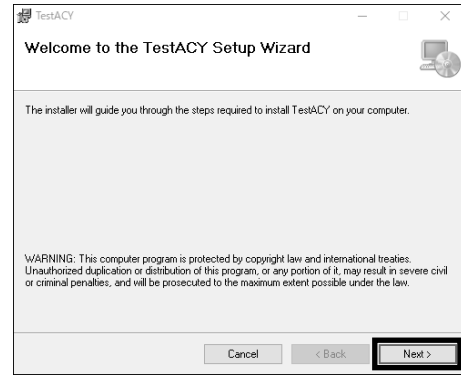 TestACY
Welcome to the TestACY Setup Wizard
The installer will guide you through the steps required to install TestACY on your computer.
WARNING: This computer program is protected by copyright law and international treaties.
Unauthorized duplication or distribution of this program, or any portion of it, may result in severe civil
or criminal penalties, and will be prosecuted to the maximum extent possible under the law.
Cancel < Back Next >